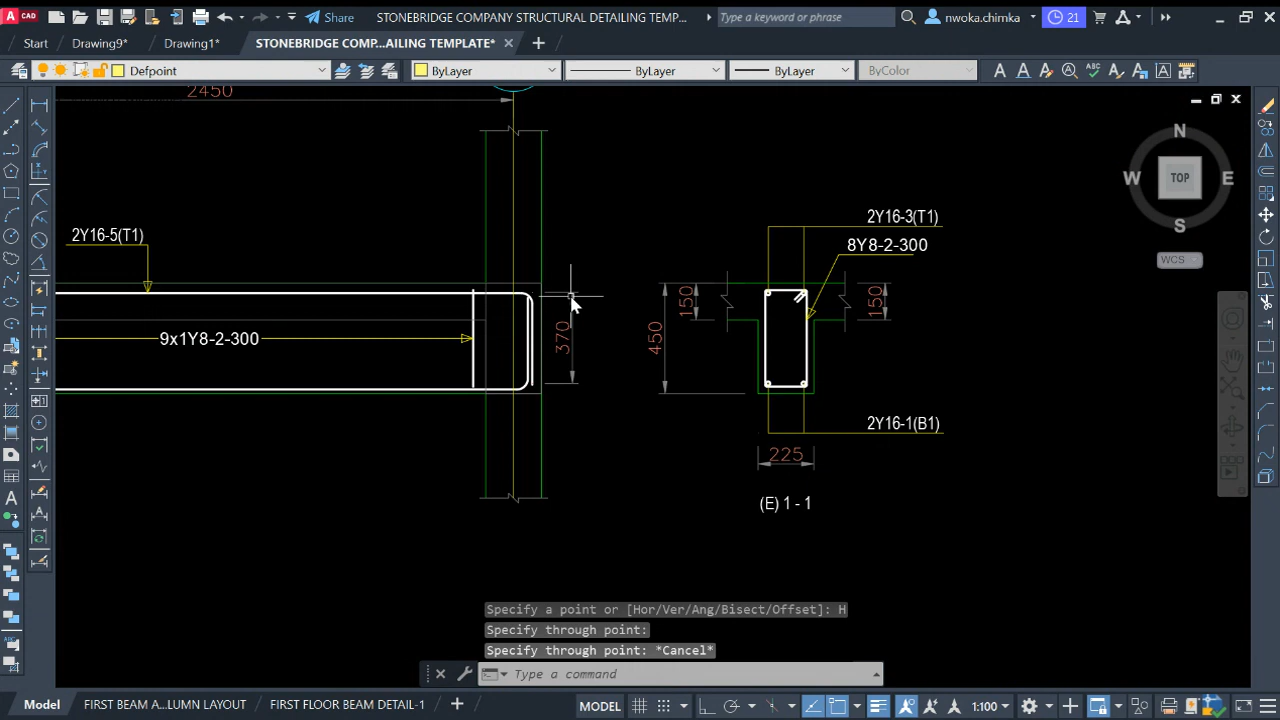 CAD
Share
STONEBRIDGE COMPANY STRUCTURAL DETAILING TEMP...
Type a keyword or phrase
nwoka.chimka
21
Start
Drawing9*
Drawing1*
STONEBRIDGE COMP...AILING TEMPLATE*
Defpoint
ByLayer
ByLayer
ByLayer
ByColor
2450
N
W
TOP
E
S
WCS
2Y16-5(T1)
2Y16-3(T1)
8Y8-2-300
9x1Y8-2-300
370
450
150
150
2Y16-1(B1)
225
(E) 1 - 1
Specify a point or [Hor/Ver/Ang/Bisect/Offset]: H
Specify through point:
Specify through point: *Cancel*
Type a command
Model
FIRST BEAM A...LUMN LAYOUT
FIRST FLOOR BEAM DETEIL-1
MODEL
1:100